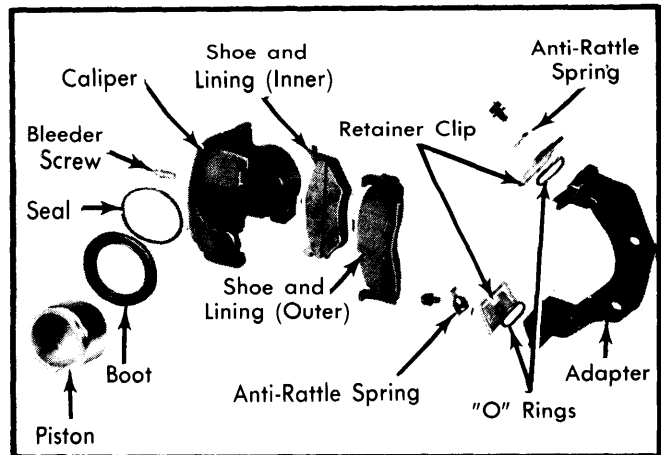 Shoe and
Lining (Inner)
Anti-Rattle
Spring
Caliper
Retainer Clip
Bleeder
Screw
Seal
Shoe and
Lining (Outer)
Boot
Anti-Rattle Spring
Adapter
"O" Rings
Piston